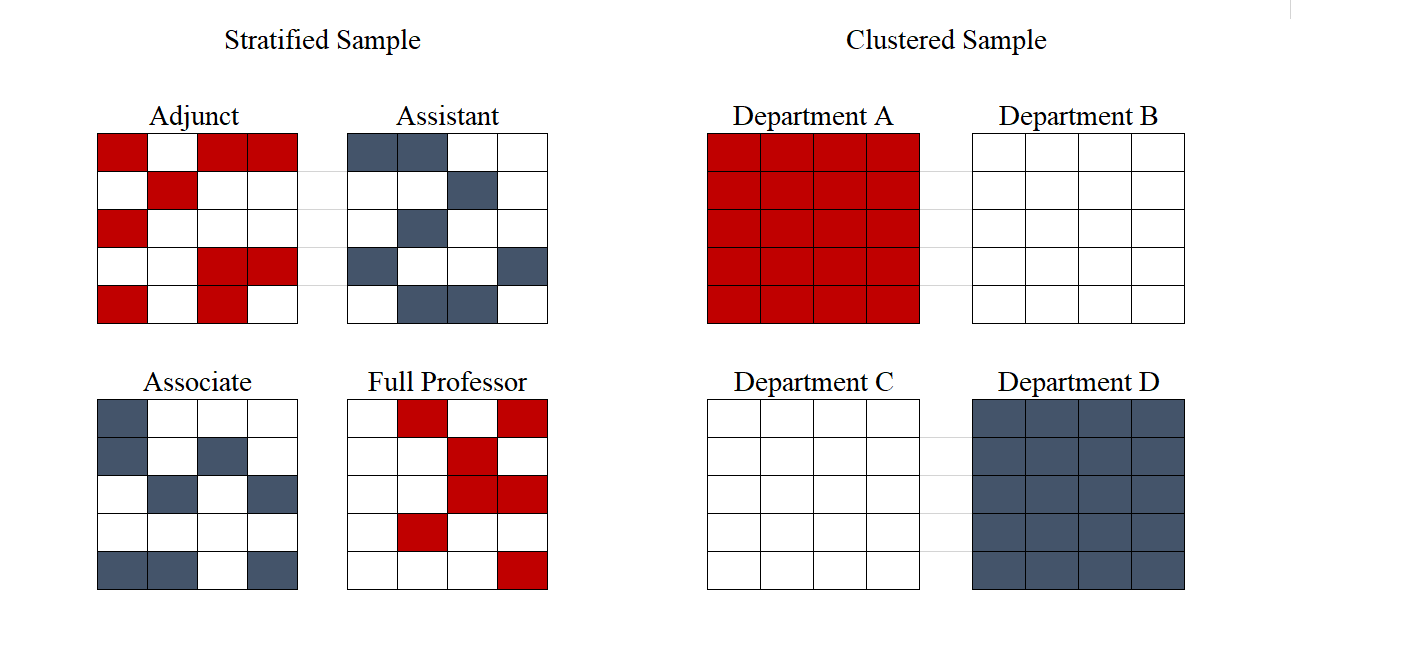 Stratified Sample
Clustered Sample
Adjunct
Assistant
Department A
Department B
Associate
Full Professor
Department C
Department D